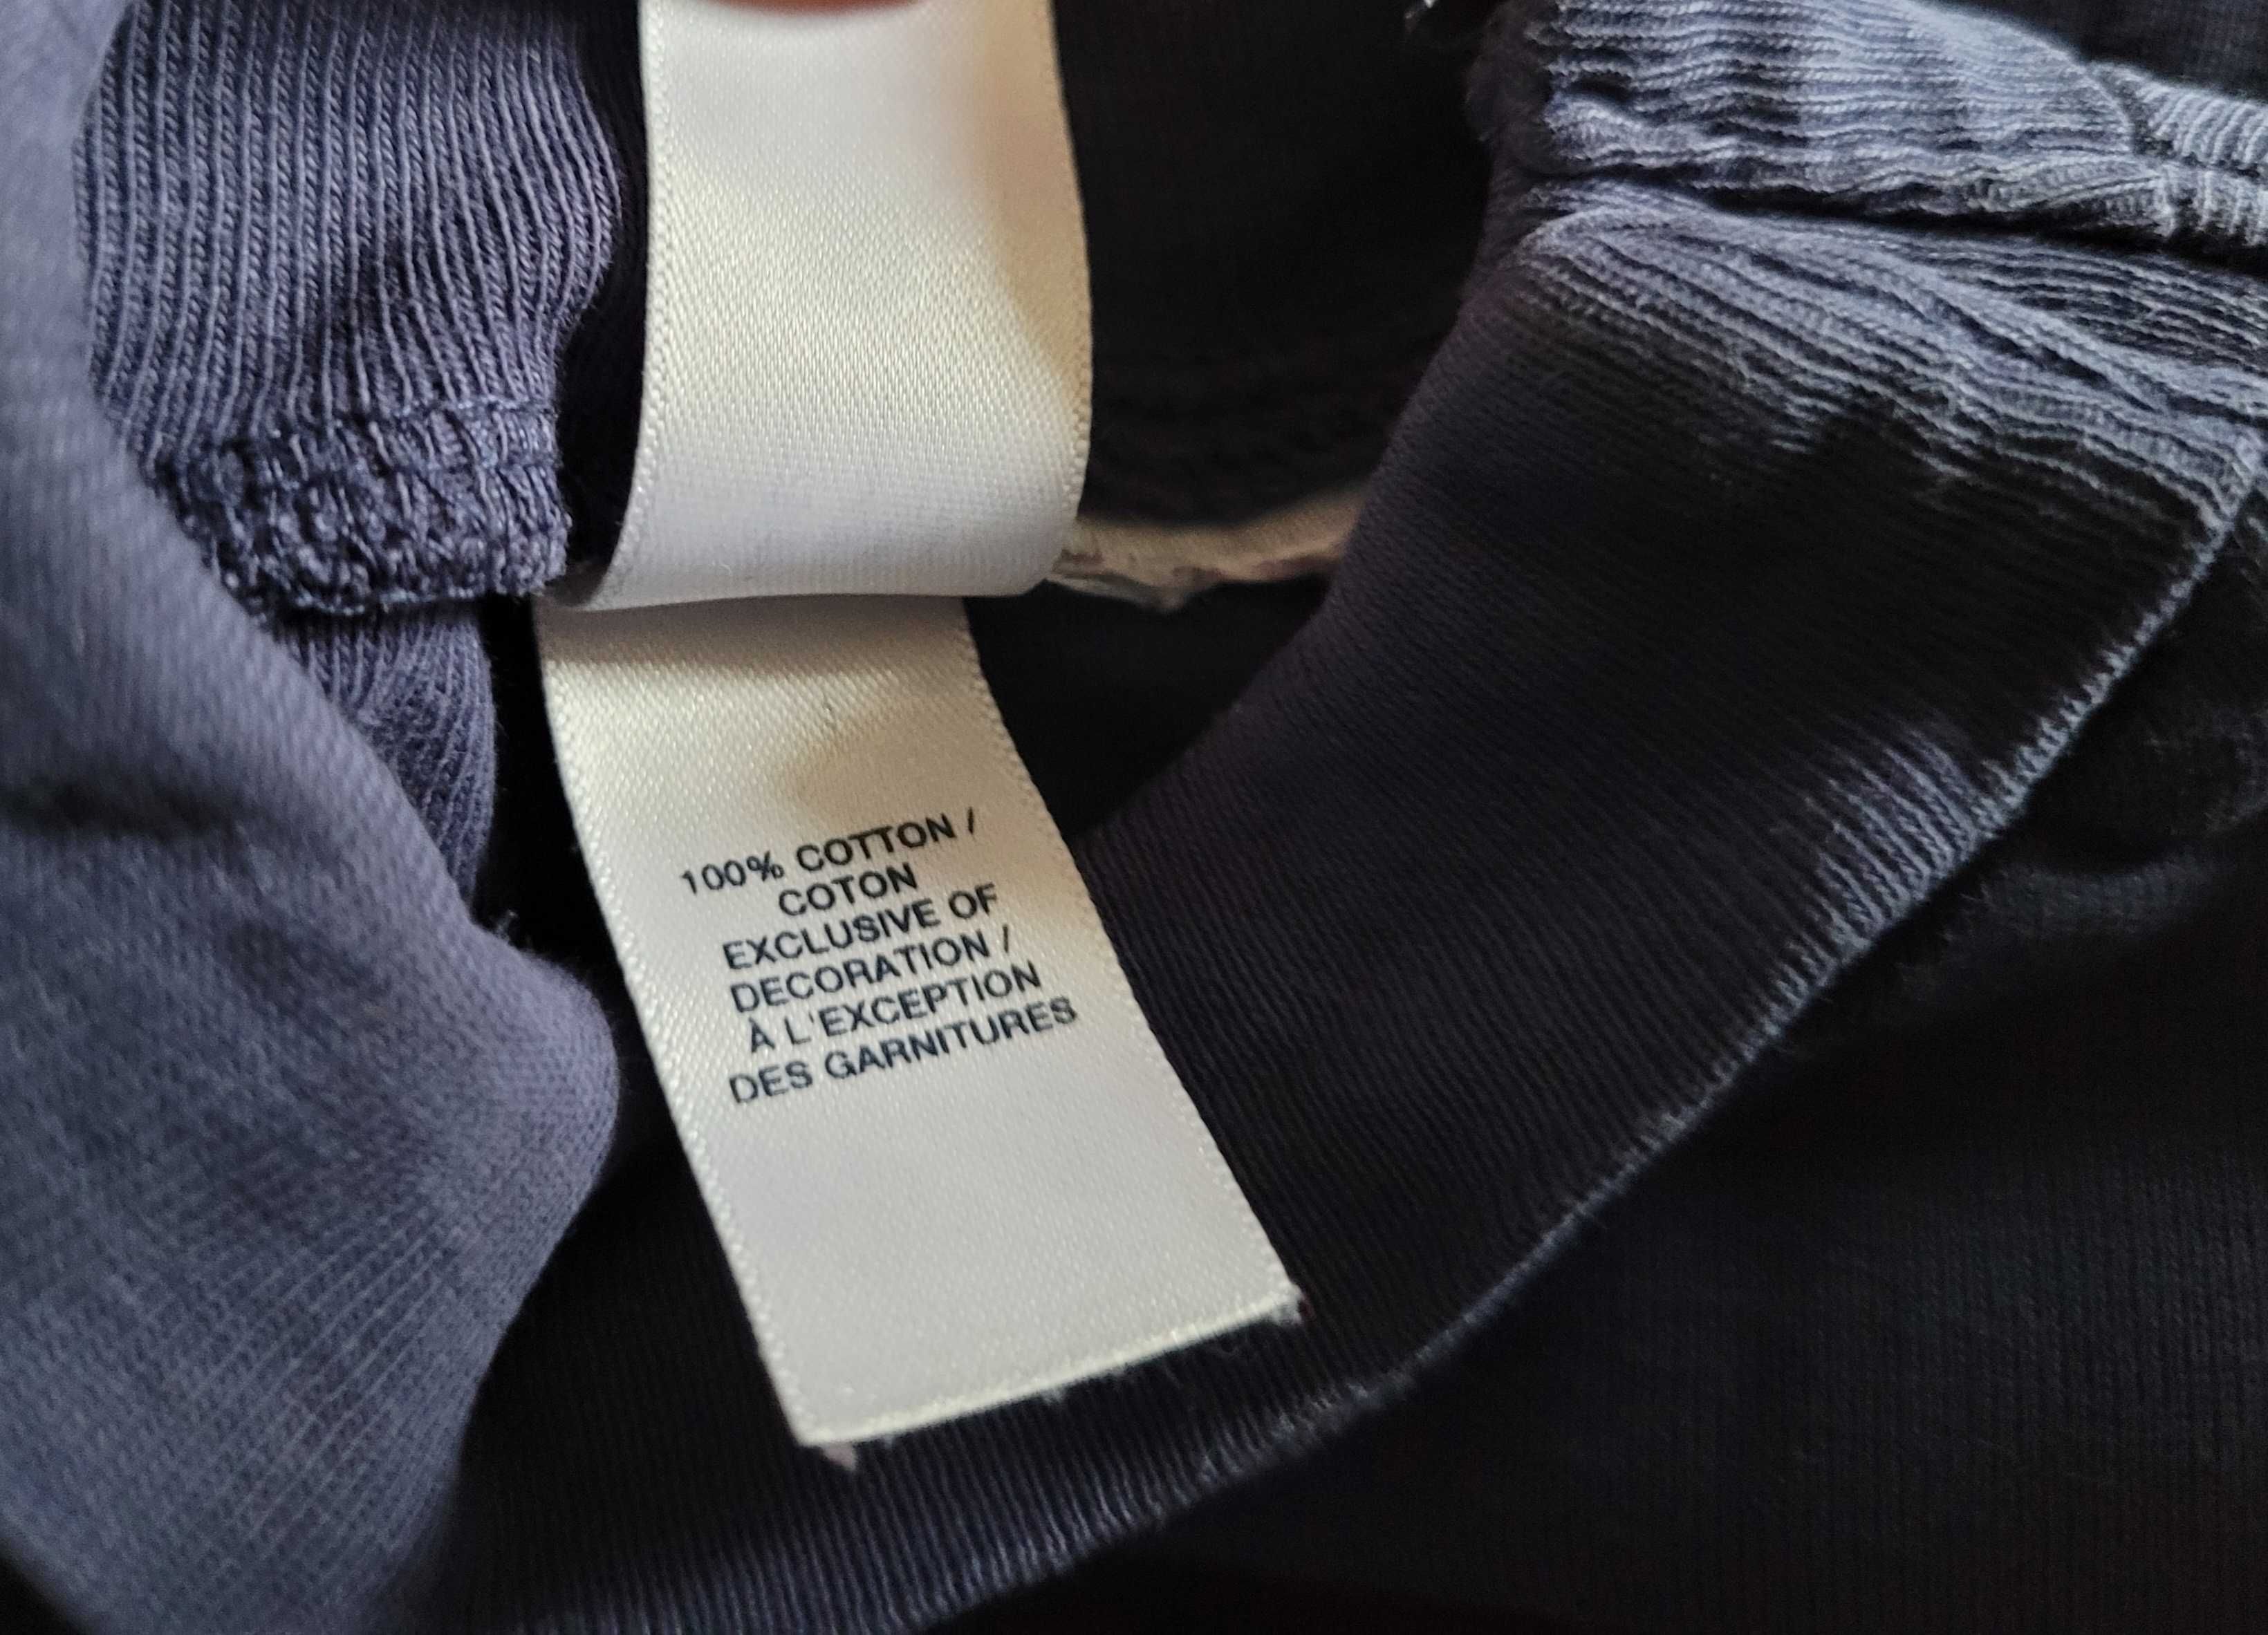 100% COTTON /
COTON
EXCLUSIVE OF
DECORATION /
À L'EXCEPTION
DES GARNITURES